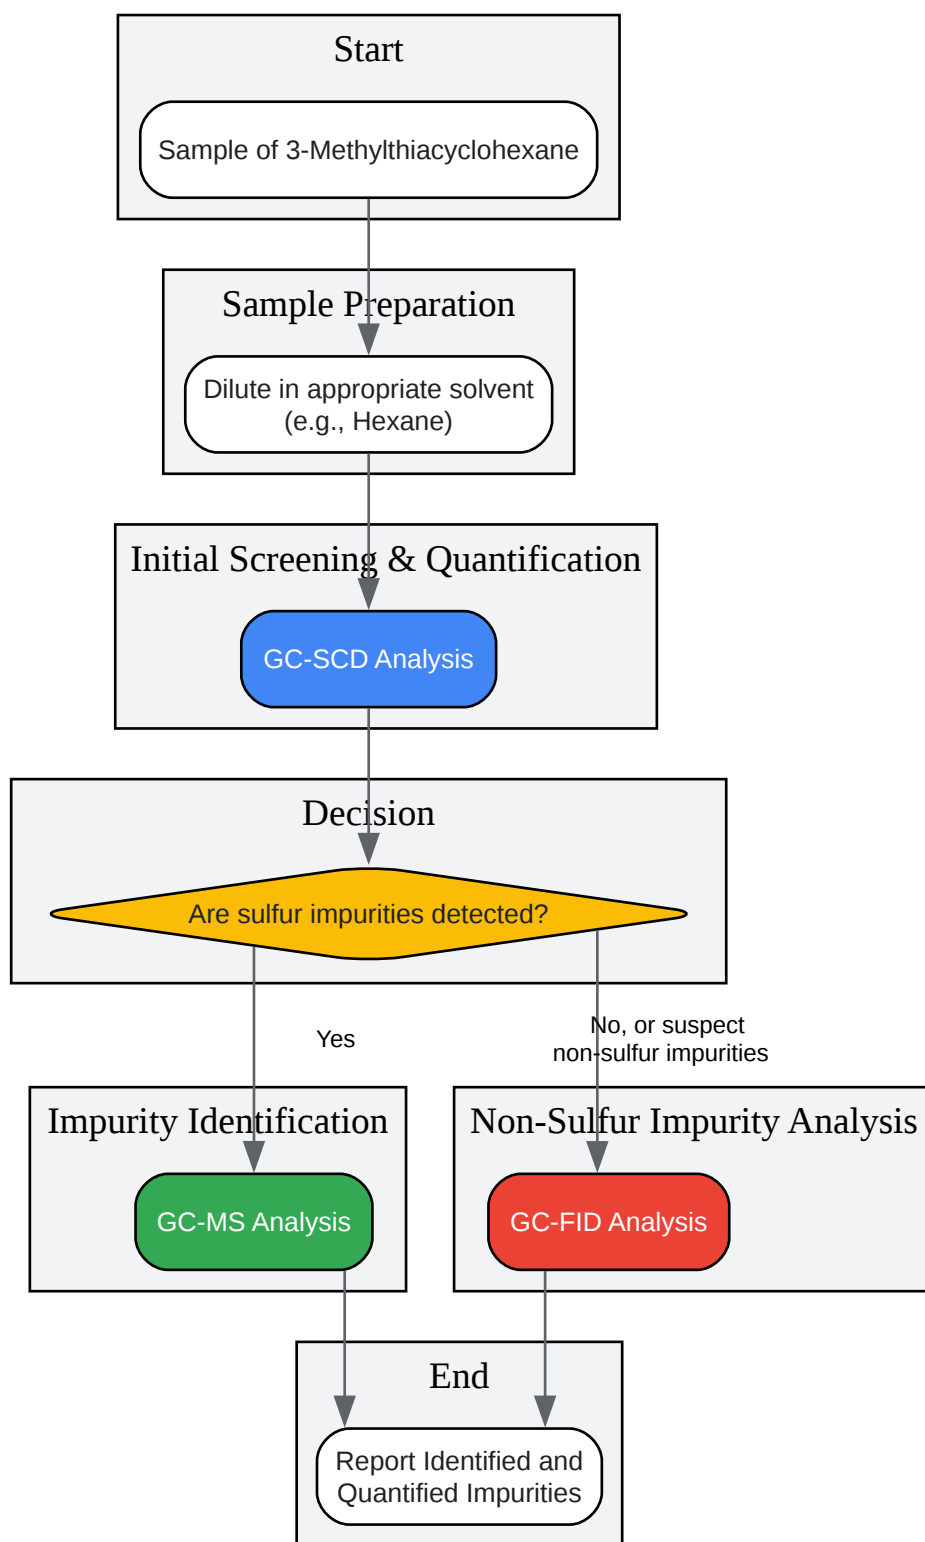 Start
Sample of 3-Methylthiacyclohexane
Sample Preparation
Dilute in appropriate solvent
(e.g., Hexane)
Initial Screening & Quantification
GC-SCD Analysis
Decision
Are sulfur impurities detected?
Yes
No, or suspect
non-sulfur impurities
Impurity Identification
GC-MS Analysis
Non-Sulfur Impurity Analysis
GC-FID Analysis
End
Report Identified and
Quantified Impurities